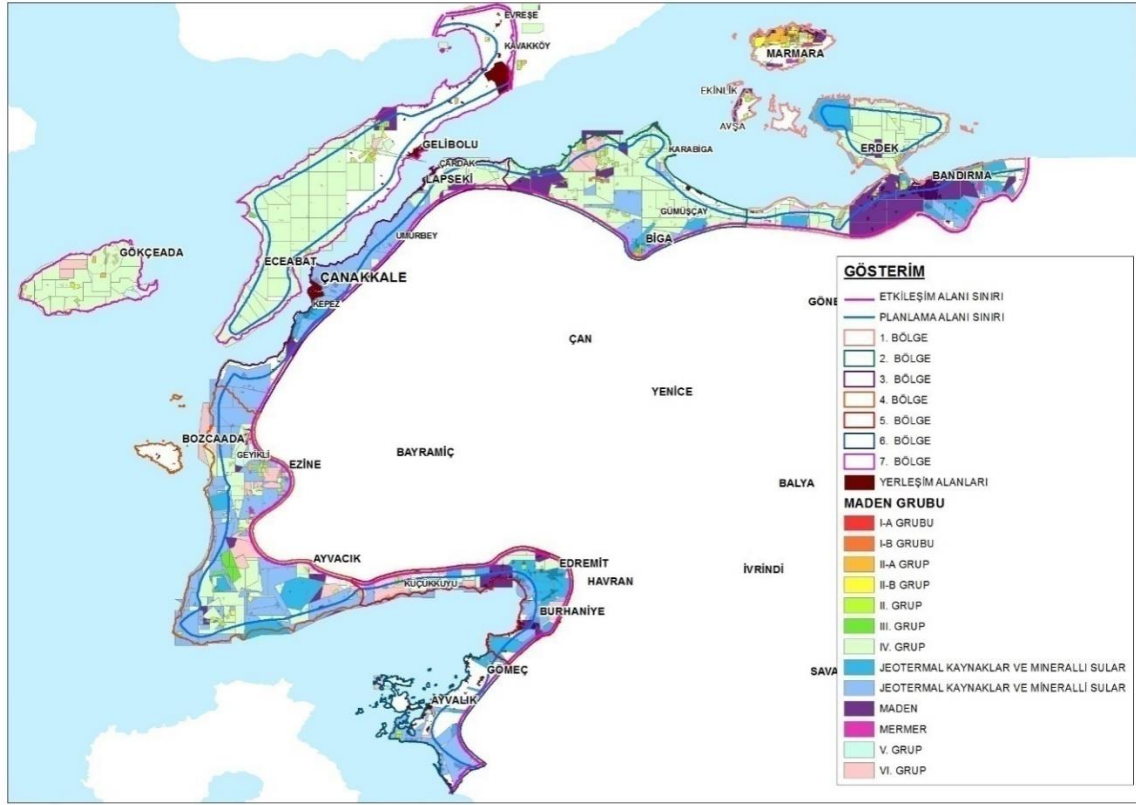 EVREŞE
KAVAKKÖY
MARMARA
EKİNLİK
AVŞA
GELİBOLU
ERDEK
KARABİGA
ÇARDAK
LAPSEKİ
BANDIRMA
GÜMÜŞÇAY
UMURBEY
BİGA
GÖKÇEADA
ECEABAT
ÇANAKKALE
KEPEZ
GÖNE
ÇAN
YENİCE
BOZCAADA
GEYİKLİ
EZİNE
BAYRAMİÇ
BALYA
AYVACIK
EDREMİT
KÜÇÜKKUYU
HAVRAN
İVRİNDİ
BURHANİYE
GÖMEÇ
SAVA
AYVALIK
GÖSTERİM
ETKİLEŞİM ALANI SINIRI
PLANLAMA ALANI SINIRI
1. BÖLGE
2. BÖLGE
3. BÖLGE
4. BÖLGE
5. BÖLGE
6. BÖLGE
7. BÖLGE
YERLEŞİM ALANLARI
MADEN GRUBU
I-A GRUBU
I-B GRUBU
II-A GRUP
II-B GRUP
II. GRUP
III. GRUP
IV. GRUP
JEOTERMAL KAYNAKLAR VE MINERALLI SULAR
JEOTERMAL KAYNAKLAR VE MİNERALLİ SULAR
MADEN
MERMER
V. GRUP
VI. GRUP